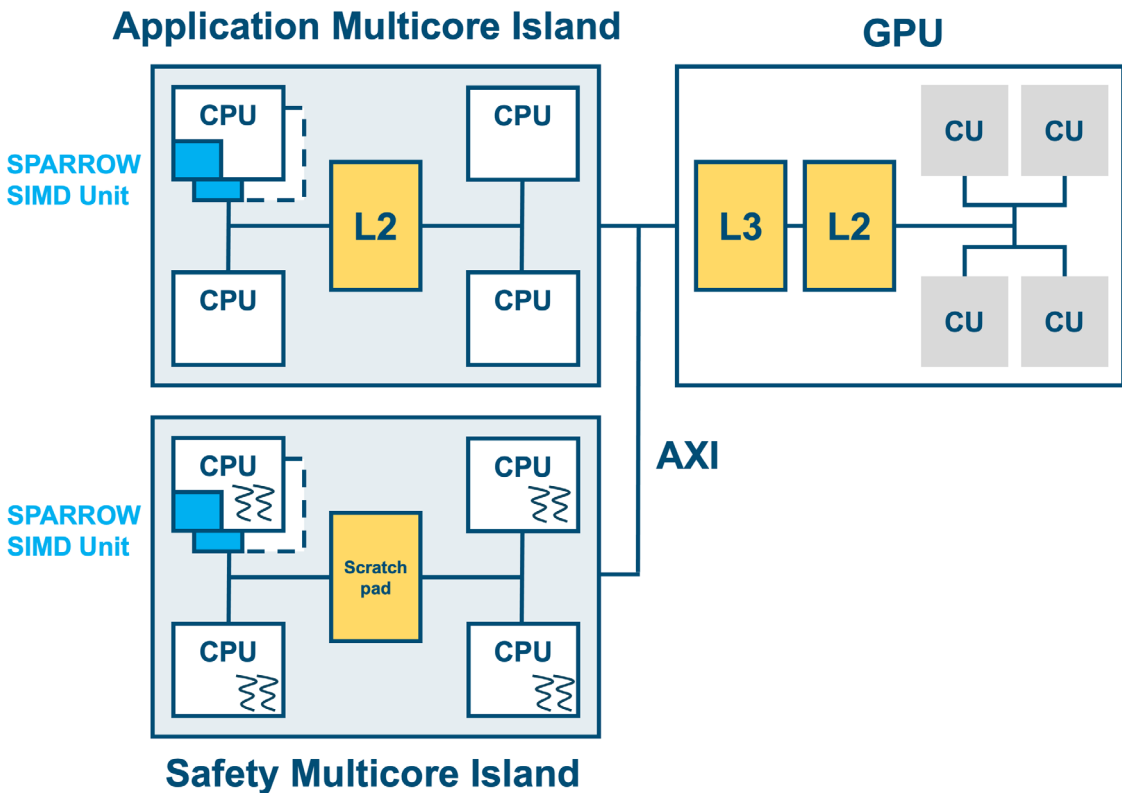 Application Multicore Island
GPU
CPU
CPU
CU
CU
SPARROW
SIMD Unit
L2
L3
L2
CPU
CPU
CU
CU
AXI
CPU
CPU
SPARROW
SIMD Unit
Scratch
pad
CPU
CPU
Safety Multicore Island